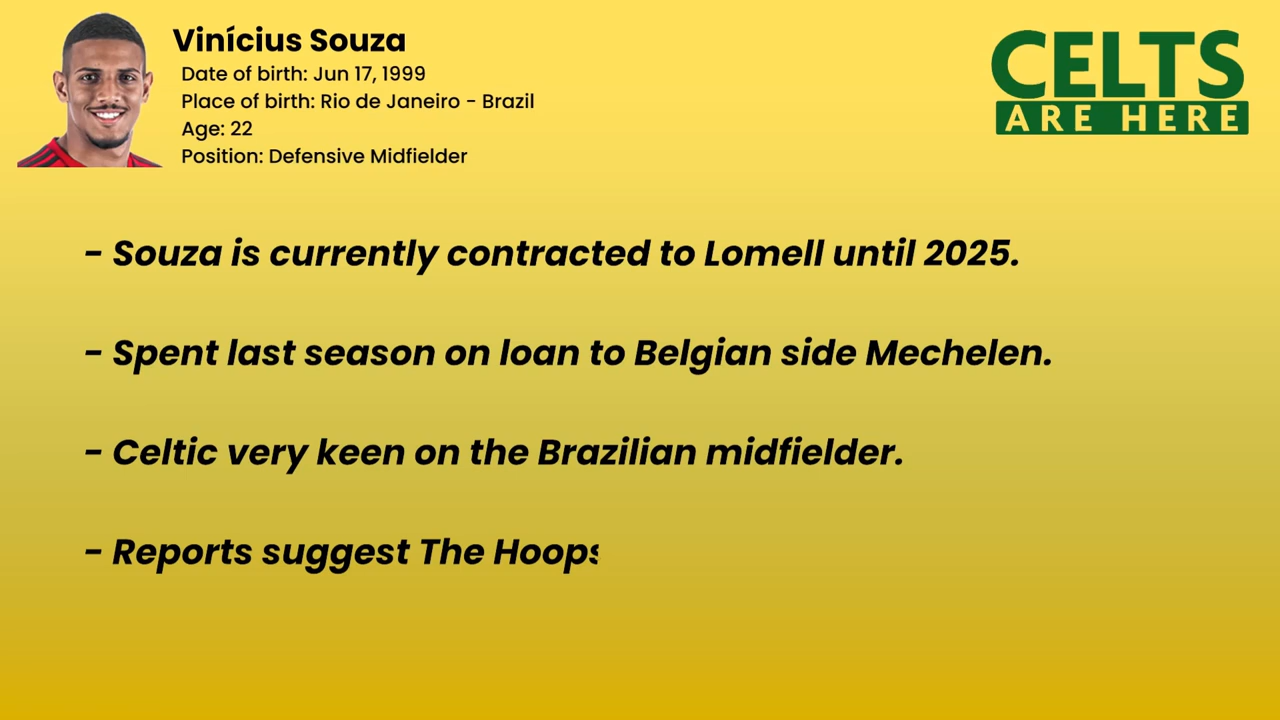 Vinícius Souza
Date of birth: Jun 17, 1999
Place of birth: Rio de Janeiro - Brazil
Age: 22
Position: Defensive Midfielder
CELTS
ARE HERE
- Souza is currently contracted to Lomell until 2025.
- Spent last season on loan to Belgian side Mechelen.
- Celtic very keen on the Brazilian midfielder.
- Reports suggest The Hoops